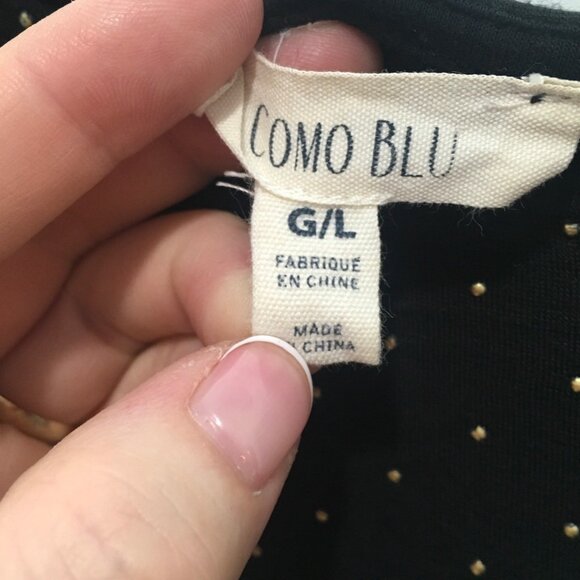 COMO BLU
G/L
FABRIQUÉ
EN CHINE
MADE
CHINA